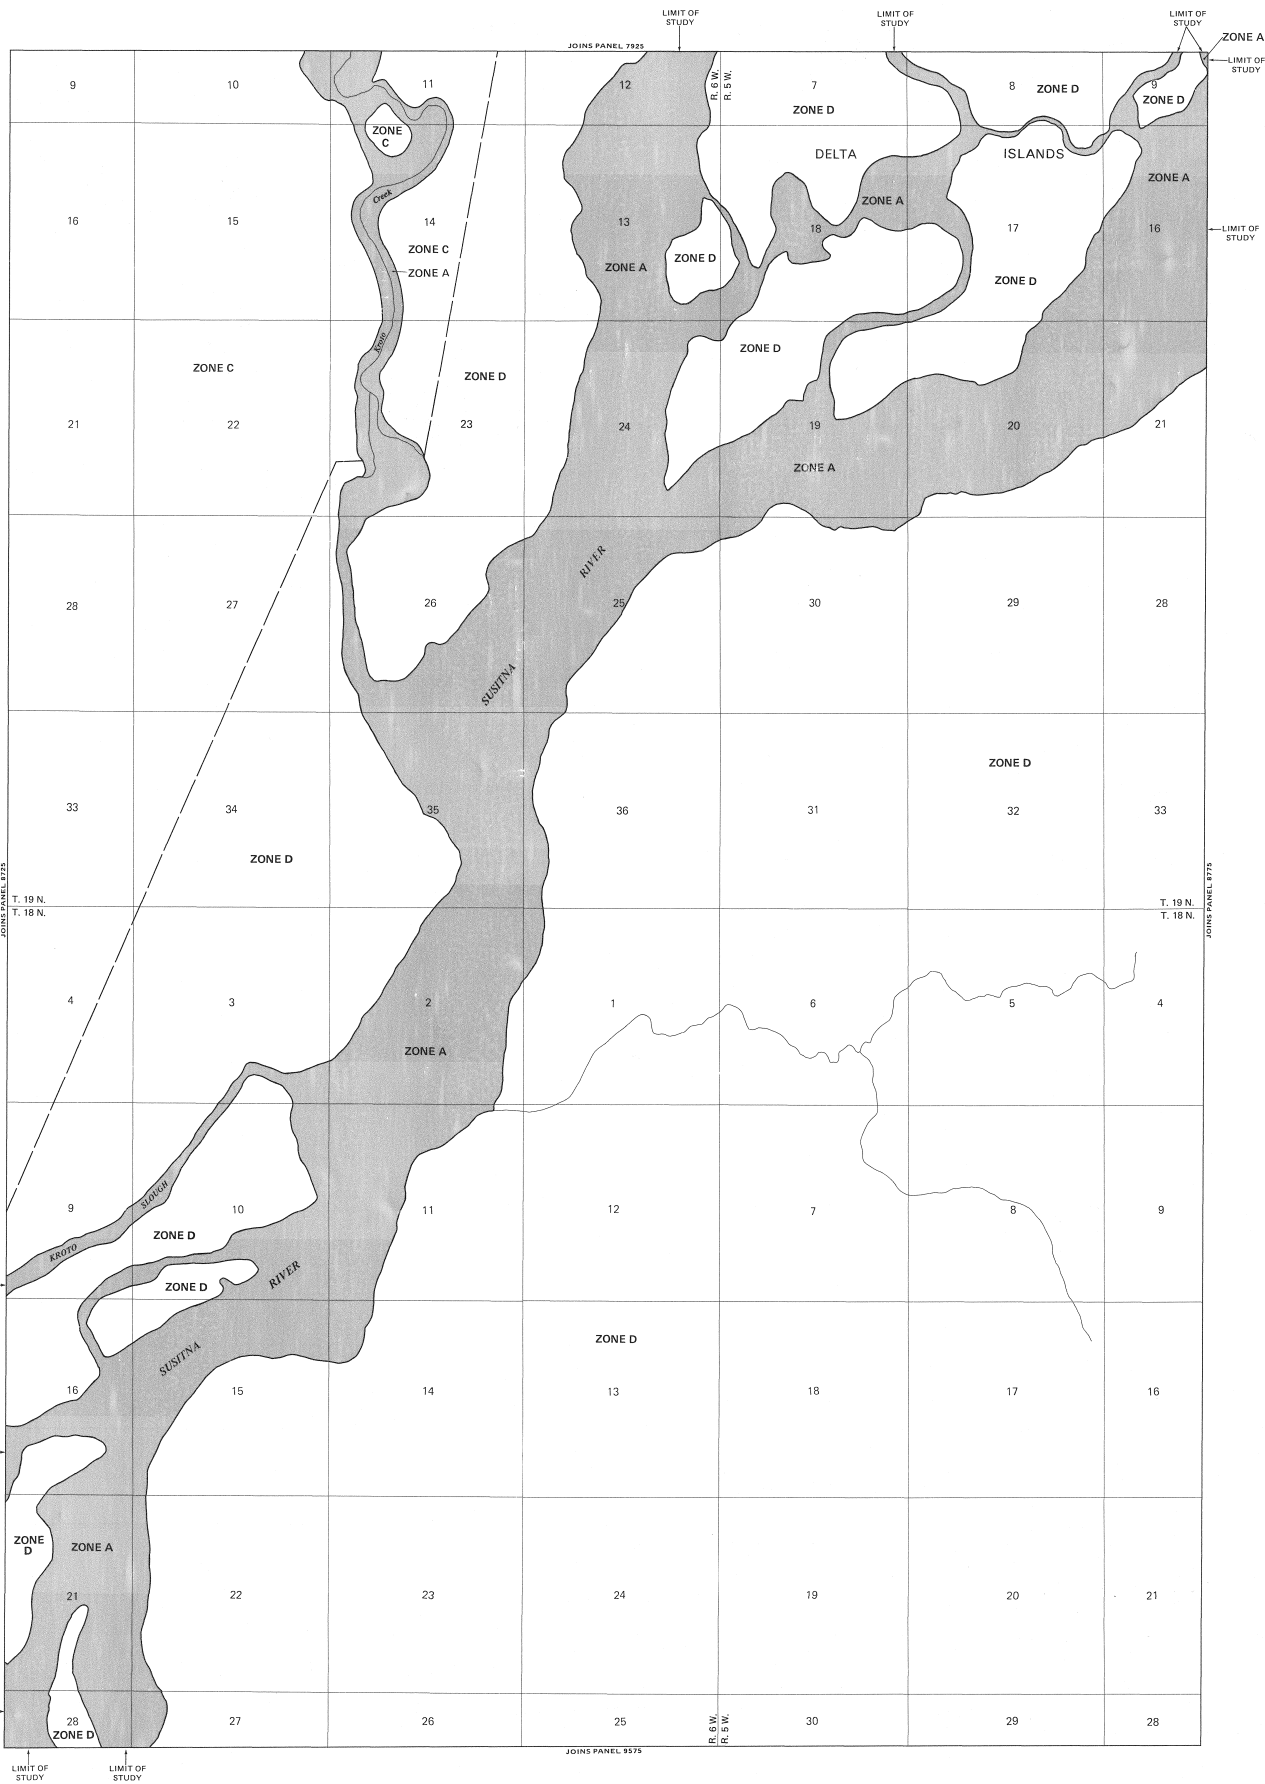 LIMIT OF
STUDY
LIMIT OF
STUDY
LIMIT OF
STUDY
ZONE A
JOINS PANEL 7925
LIMIT OF
STUDY
9
10
11
12
R. 6 W.
R. 5 W.
7
8
ZONE D
9
ZONE D
ZONE D
ZONE
C
DELTA
ISLANDS
ZONE A
Creek
ZONE A
16
15
14
13
18
17
16
LIMIT OF
STUDY
ZONE C
ZONE D
ZONE A
ZONE A
ZONE D
Kroto
ZONE D
ZONE C
ZONE D
21
22
23
24
19
20
21
ZONE A
RIVER
28
27
26
25
30
29
28
SUSITNA
ZONE D
33
34
35
36
31
32
33
ZONE D
JOINS PANEL 8725
JOINS PANEL 8775
T. 19 N.
T. 18 N.
T. 19 N.
T. 18 N.
4
3
2
1
6
5
4
ZONE A
SLOUGH
9
10
11
12
7
8
9
ZONE D
KROTO
RIVER
ZONE D
ZONE D
SUSITNA
16
15
14
13
18
17
16
ZONE
D
ZONE A
21
22
23
24
19
20
21
28
27
26
25
R. 6 W.
R. 5 W.
30
29
28
ZONE D
JOINS PANEL 9575
LIMIT OF
STUDY
LIMIT OF
STUDY